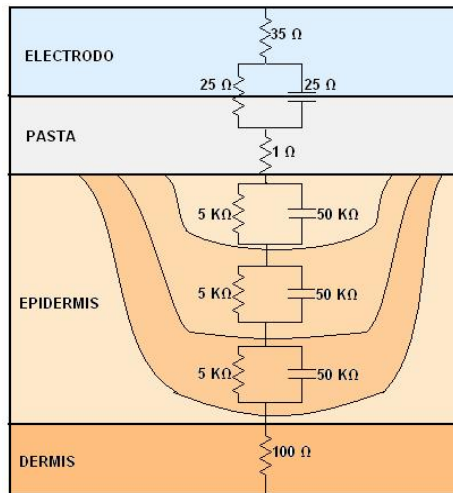 35 Ω
ELECTRODO
25 Ω 25 Ω
PASTA
1 Ω
5 KΩ 50 KΩ
5 KΩ 50 KΩ
EPIDERMIS
5 KΩ 50 KΩ
100 Ω
DERMIS